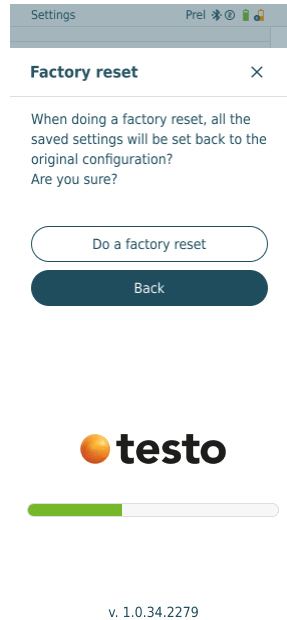 Settings Prel
Factory reset
When doing a factory reset, all the
saved settings will be set back to the
original configuration?
Are you sure?
Do a factory reset
Back
testo
v. 1.0.34.2279